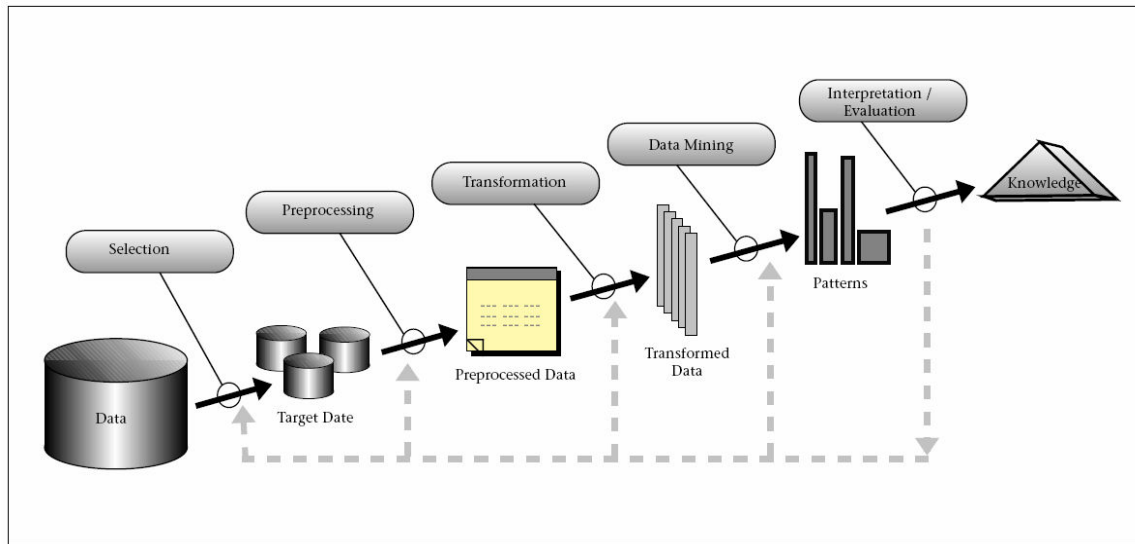 Interpretation /
Evaluation
Data Mining
Transformation
Preprocessing
Selection
Knowledge
Patterns
Transformed
Data
Preprocessed Data
Target Date
Data